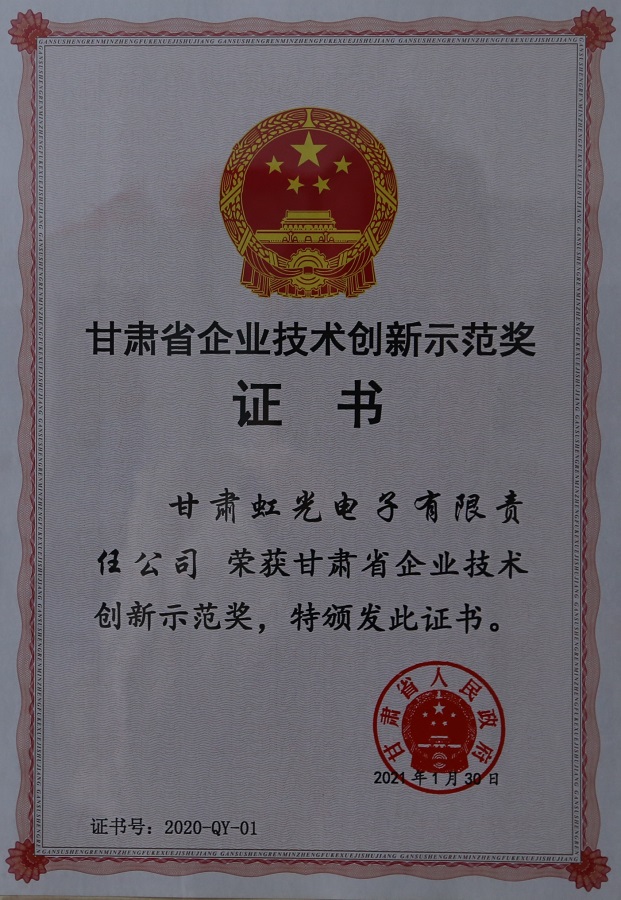 GANSUSHENGRENMINZHENGFUKEXUEJISHUJIANG
甘肃省企业技术创新示范奖
证 书
甘肃虹光电子有限责
任公司 荣获甘肃省企业技术
创新示范奖，特颁发此证书。
甘肃省人民政府
2021年1月30日
证书号：2020-QY-01